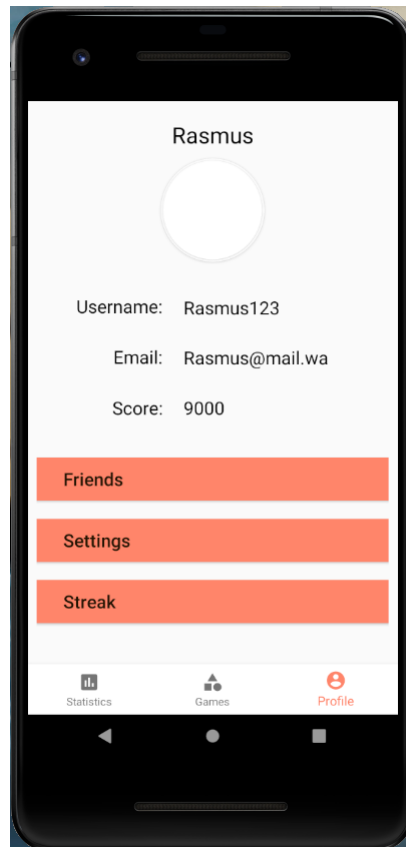 Rasmus
Username: Rasmus123
Email: Rasmus@mail.wa
Score: 9000
Friends
Settings
Streak
Statistics Games Profile